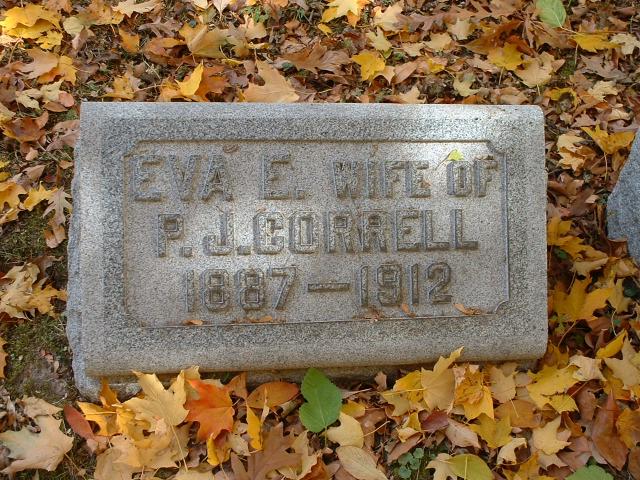 EVA E. WIFE OF
P. J. CORRELL
1887 — 1912